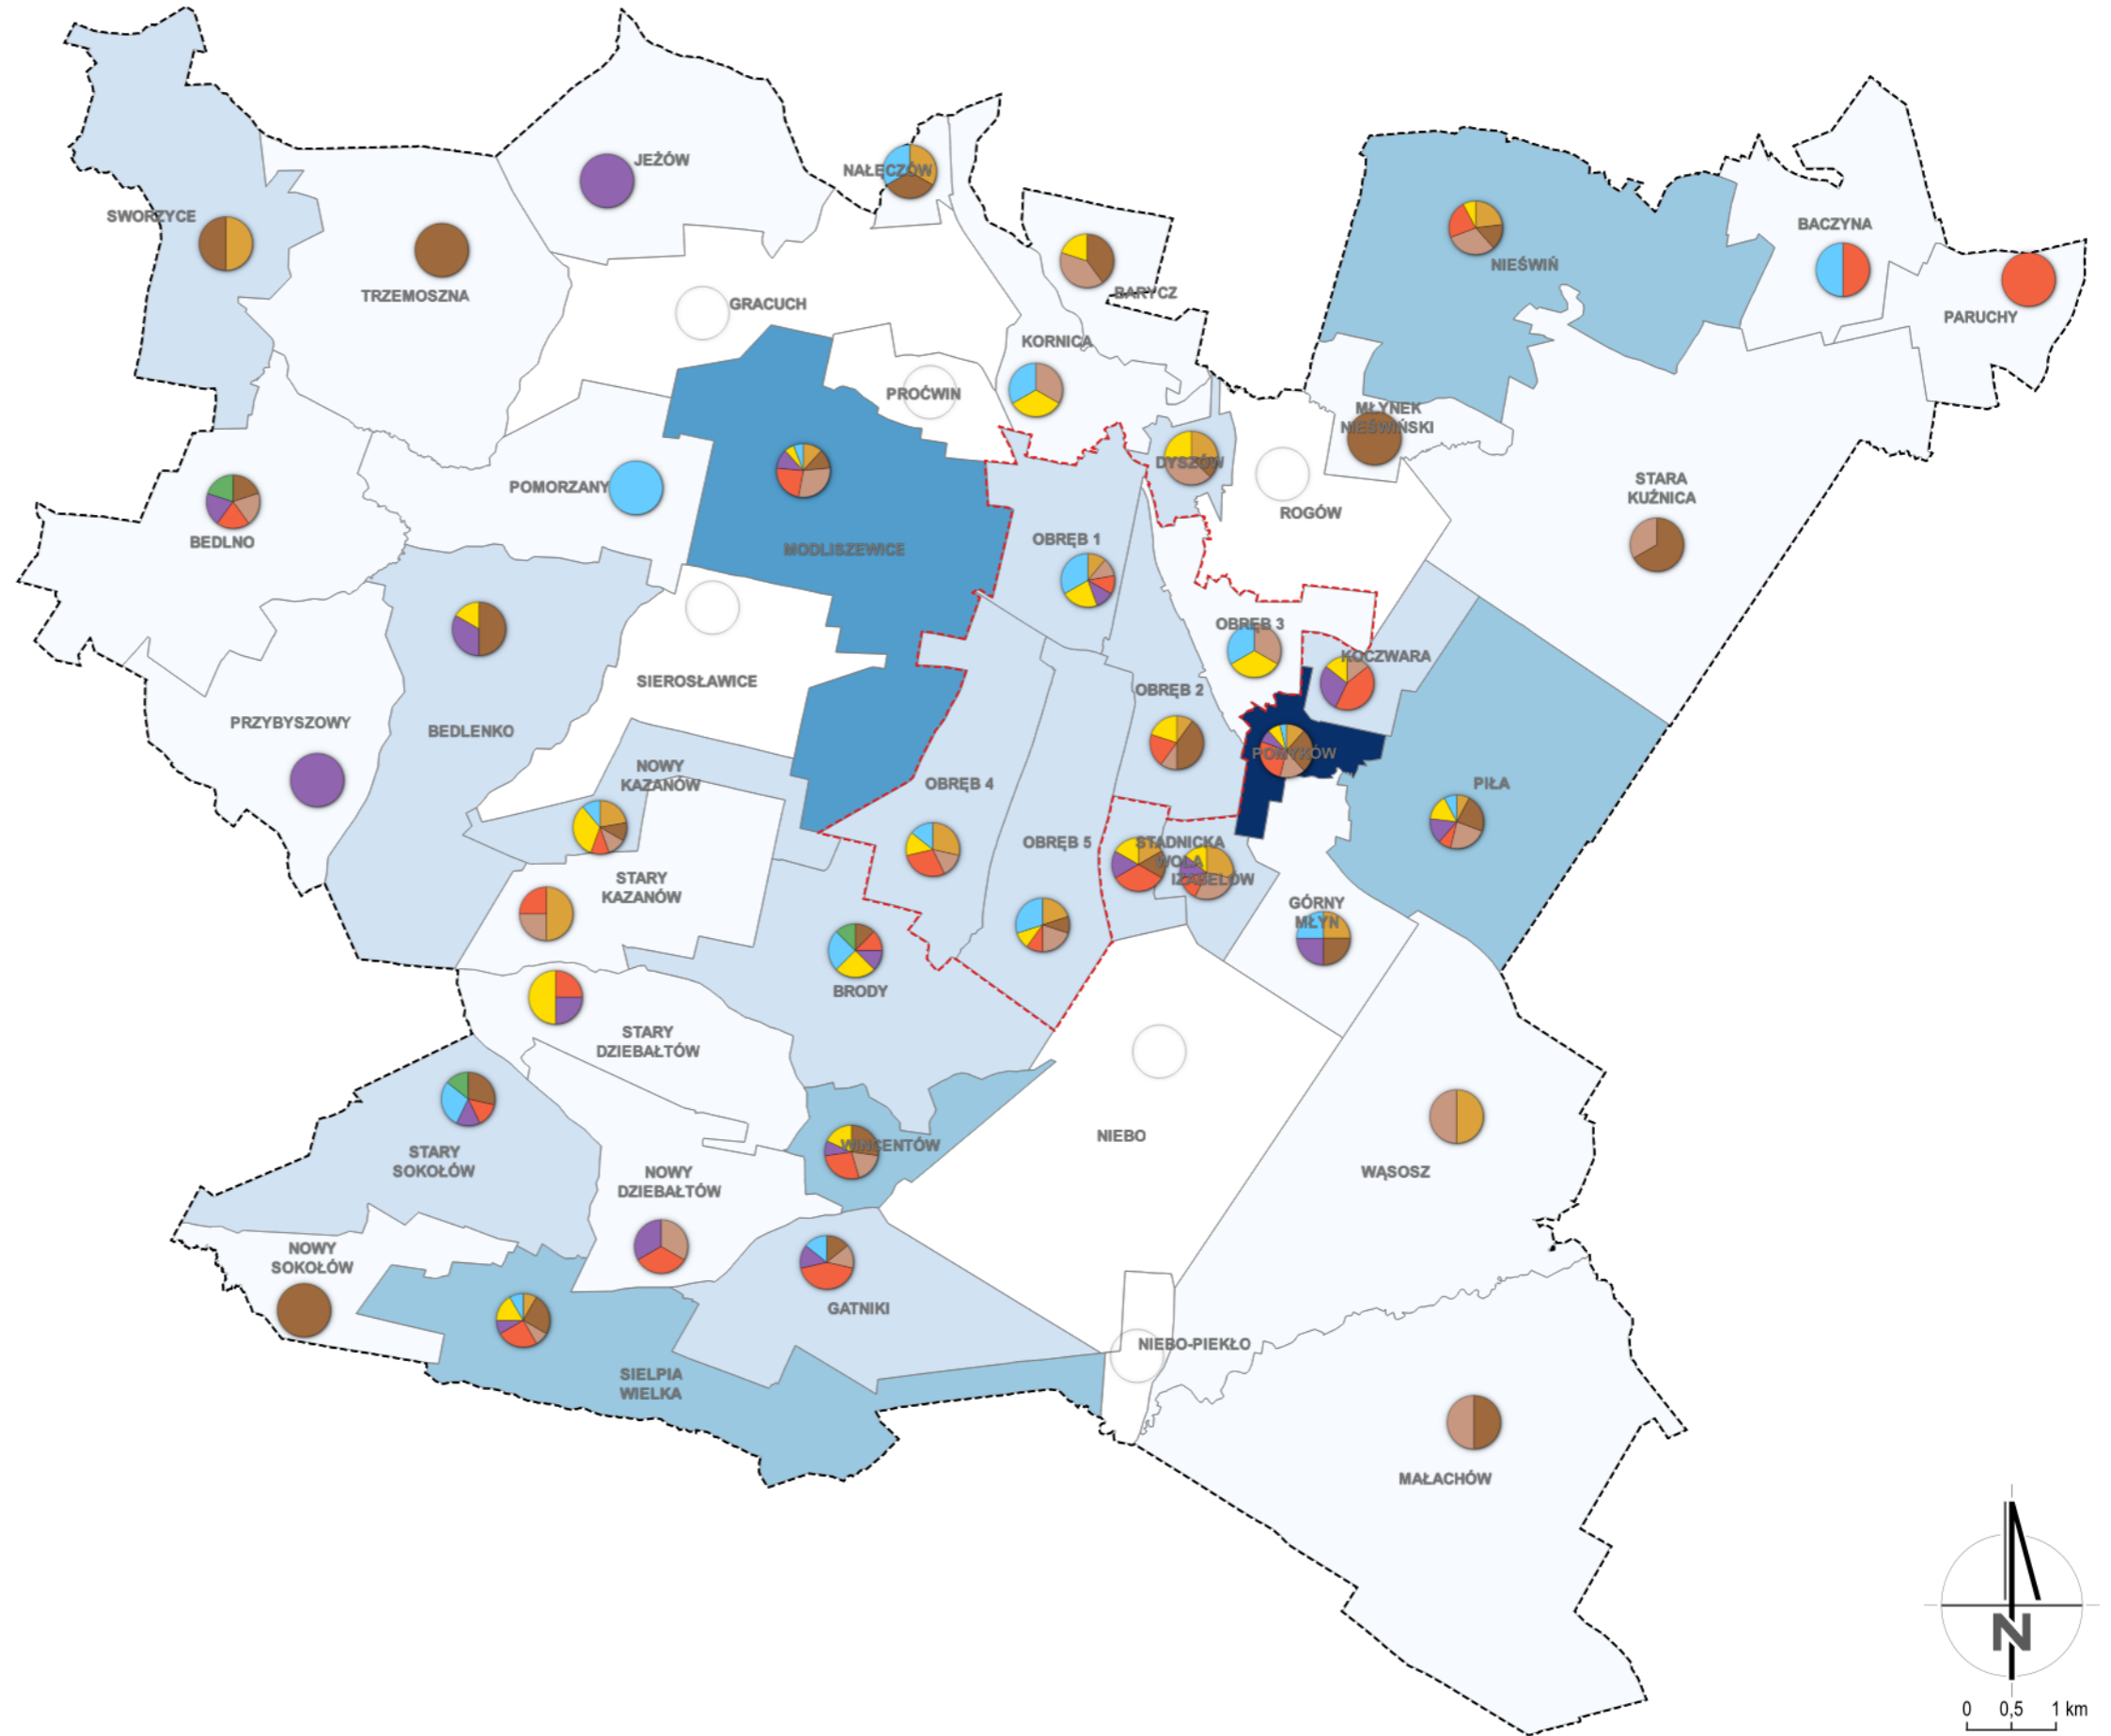 JEŻÓW
NAŁĘCZÓW
SWORZYCE
BACZYNA
NIEŚWIŃ
TRZEMOSZNA
BARYCZ
GRACUCH
PARUCHY
KORNICA
PROĆWIN
MŁYNEK
NIEŚWIŃSKI
DYSZÓW
POMORZANY
STARA
KUŹNICA
ROGÓW
BEDLNO
OBRĘB 1
MODLISZEWICE
OBRĘB 3
KOCZWARA
SIEROSŁAWICE
OBRĘB 2
PRZYBYSZOWY
BEDLENKO
POMYKÓW
NOWY
KAZANÓW
OBRĘB 4
PIŁA
OBRĘB 5
STADNICKA
WOLA
IZABELÓW
STARY
KAZANÓW
GÓRNY
MŁYN
BRODY
STARY
DZIEBAŁTÓW
NIEBO
WINCENTÓW
STARY
SOKOŁÓW
WĄSOSZ
NOWY
DZIEBAŁTÓW
NOWY
SOKOŁÓW
GATNIKI
NIEBO-PIEKŁO
SIELPIA
WIELKA
MAŁACHÓW
N
0 0,5 1 km